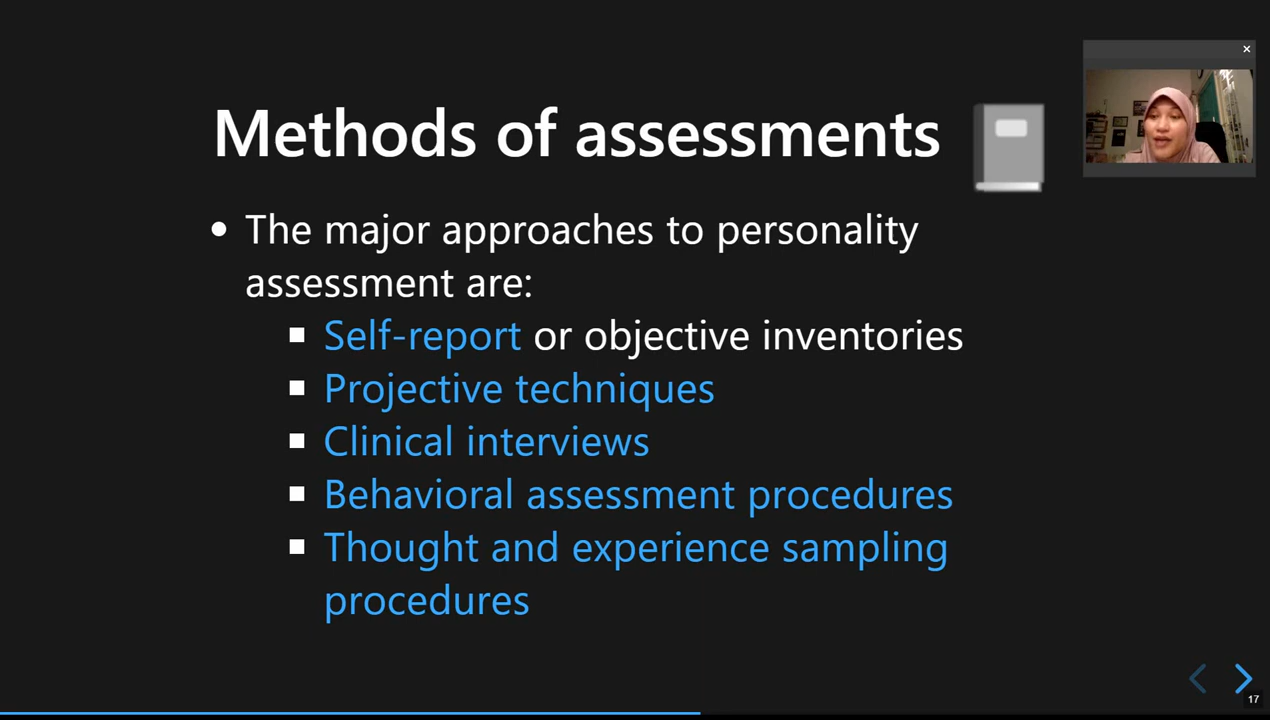 Methods of assessments
• The major approaches to personality
assessment are:
▪ Self-report or objective inventories
▪ Projective techniques
▪ Clinical interviews
▪ Behavioral assessment procedures
▪ Thought and experience sampling
procedures
17